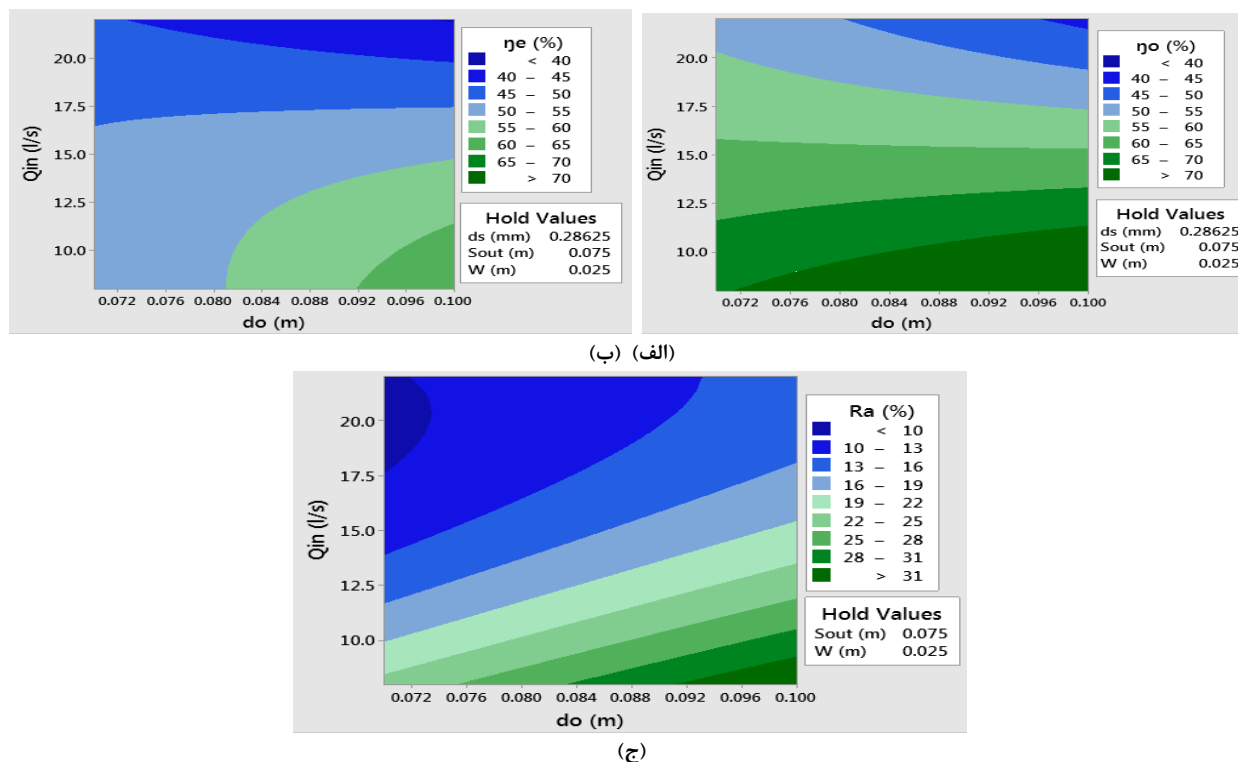 ŋe (%)
< 40
40 – 45
45 – 50
50 – 55
55 – 60
60 – 65
65 – 70
> 70
Hold Values
ds (mm) 0.28625
Sout (m) 0.075
W (m) 0.025
20.0
17.5
15.0
12.5
10.0
Qin (l/s)
0.072 0.076 0.080 0.084 0.088 0.092 0.096 0.100
do (m)
ŋo (%)
< 40
40 – 45
45 – 50
50 – 55
55 – 60
60 – 65
65 – 70
> 70
Hold Values
ds (mm) 0.28625
Sout (m) 0.075
W (m) 0.025
20.0
17.5
15.0
12.5
10.0
Qin (l/s)
0.072 0.076 0.080 0.084 0.088 0.092 0.096 0.100
do (m)
(الف) (ب)
Ra (%)
< 10
10 – 13
13 – 16
16 – 19
19 – 22
22 – 25
25 – 28
28 – 31
> 31
Hold Values
Sout (m) 0.075
W (m) 0.025
20.0
17.5
15.0
12.5
10.0
Qin (l/s)
0.072 0.076 0.080 0.084 0.088 0.092 0.096 0.100
do (m)
(ج)